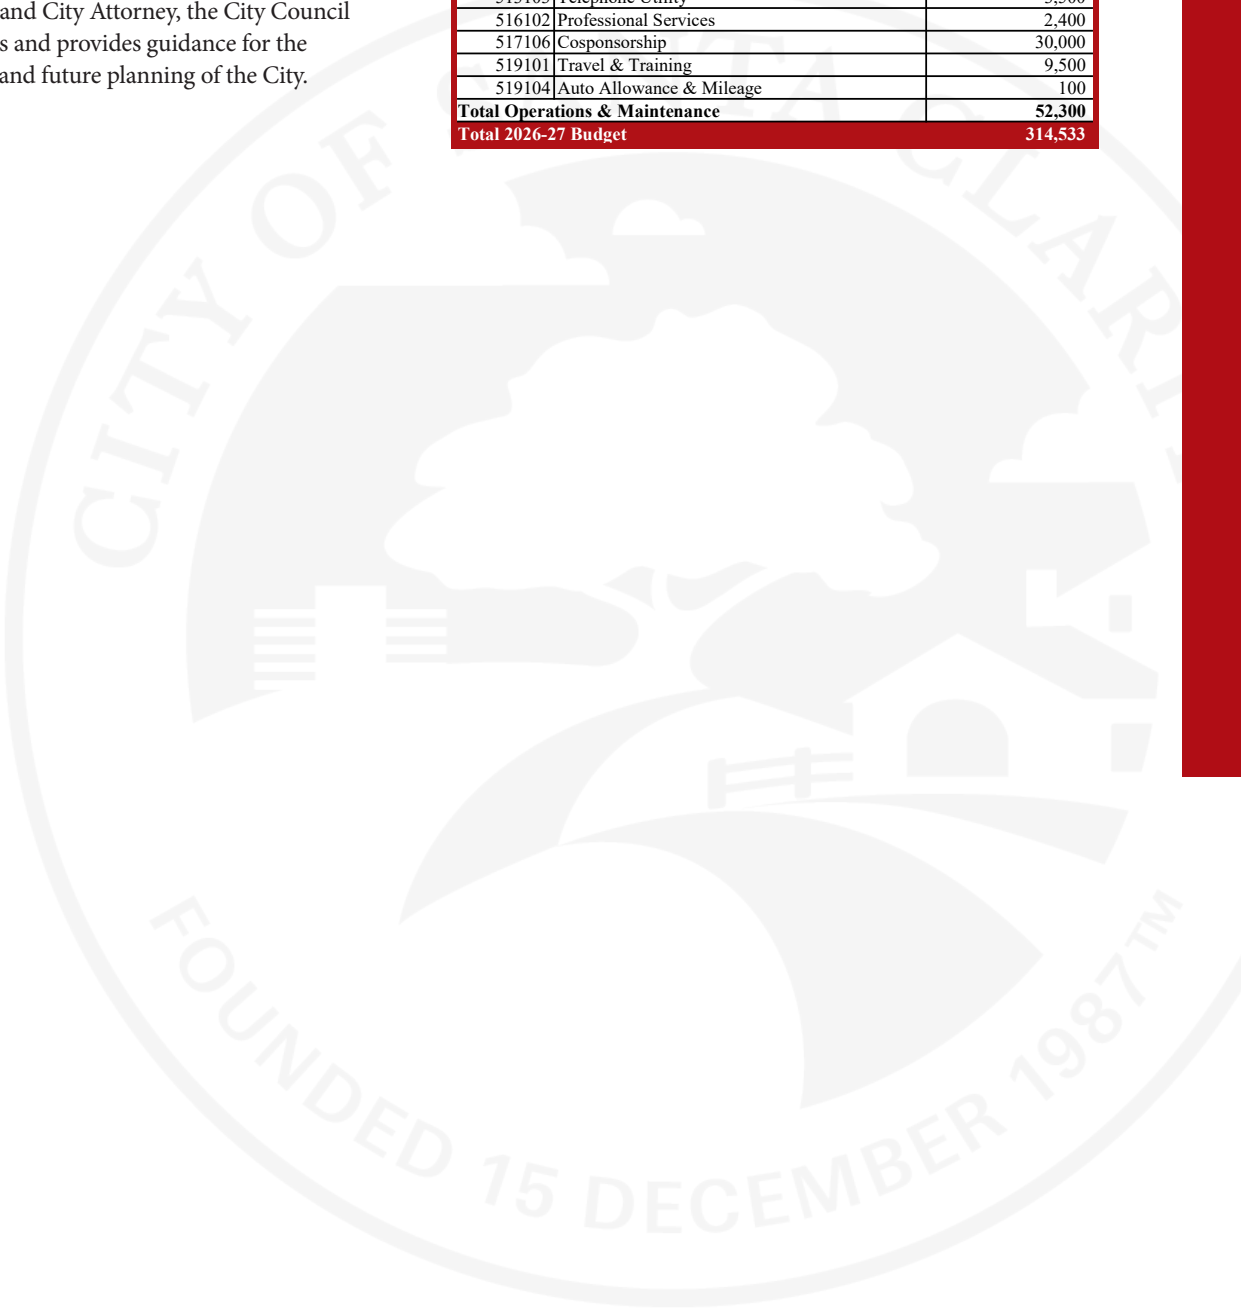 and City Attorney, the City Council
s and provides guidance for the
and future planning of the City.
516102 Professional Services 2,400
517106 Cosponsorship 30,000
519101 Travel & Training 9,500
519104 Auto Allowance & Mileage 100
Total Operations & Maintenance 52,300
Total 2026-27 Budget 314,533
CITY OF
FOUNDED 15 DECEMBER 1987™